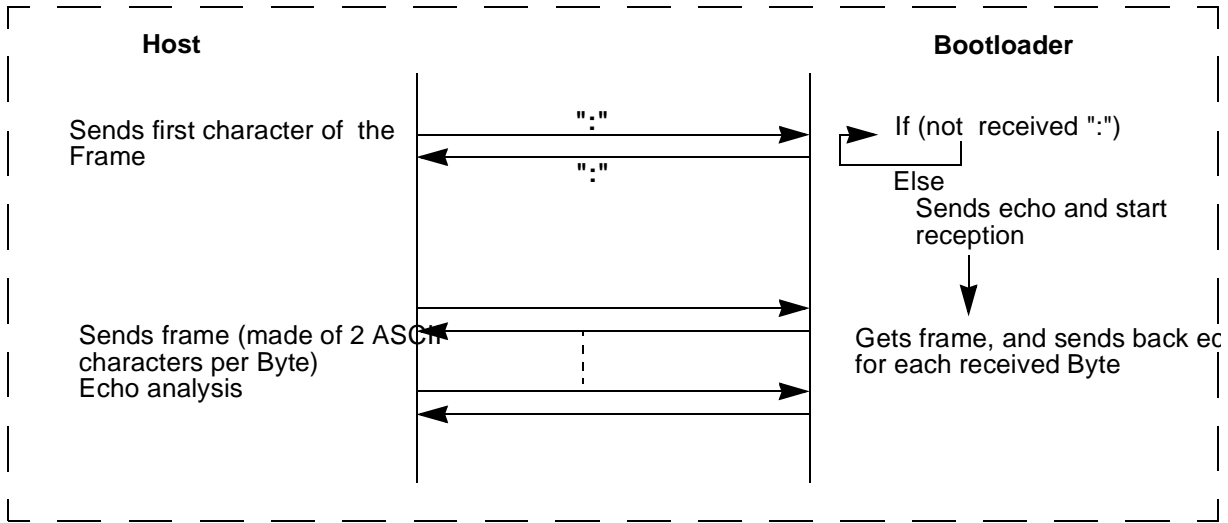 Host
Bootloader
Sends first character of the
Frame
":"
":"
If (not received ":")
Else
Sends echo and start
reception
Sends frame (made of 2 ASCII
characters per Byte)
Echo analysis
Gets frame, and sends back
for each received Byte